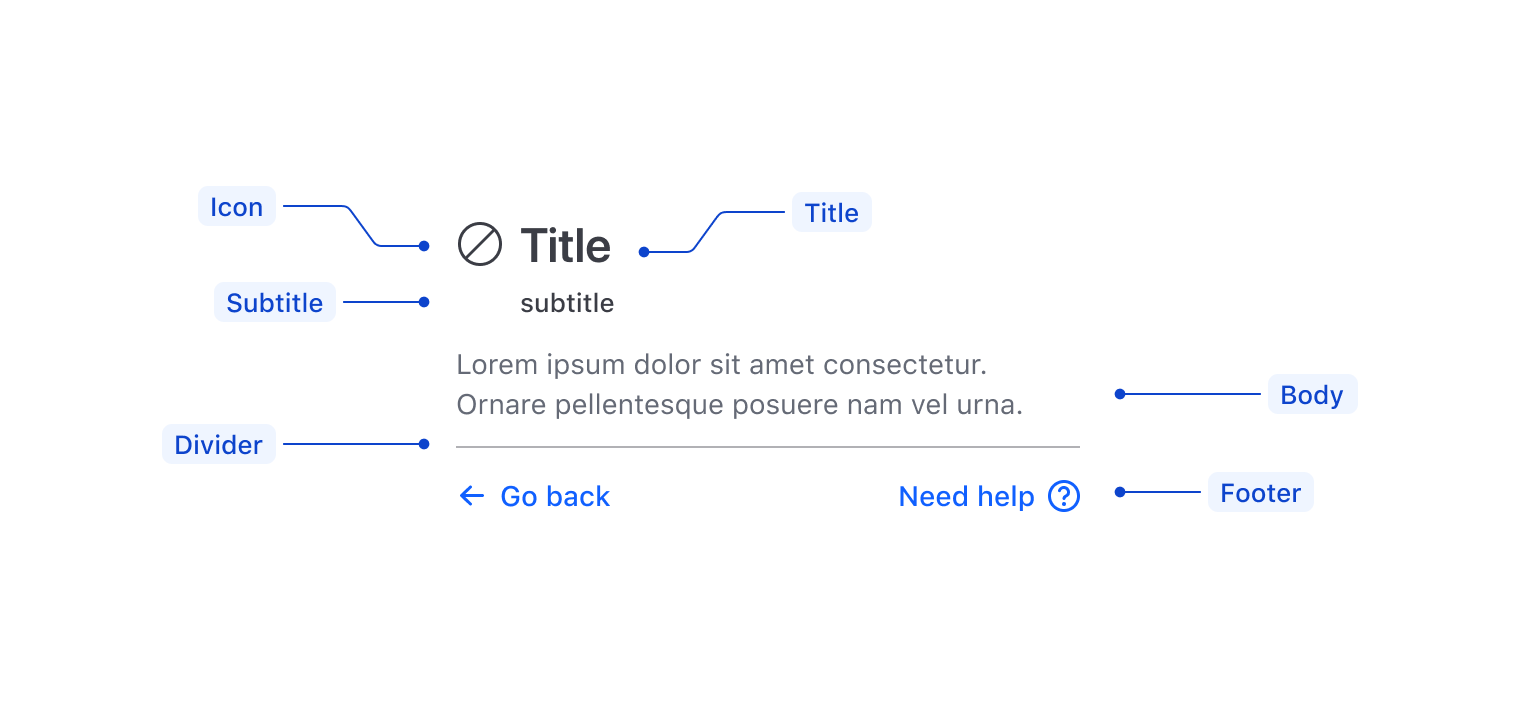 Icon
Title
Title
Subtitle
subtitle
Lorem ipsum dolor sit amet consectetur.
Ornare pellentesque posuere nam vel urna.
Body
Divider
Go back
Need help
Footer